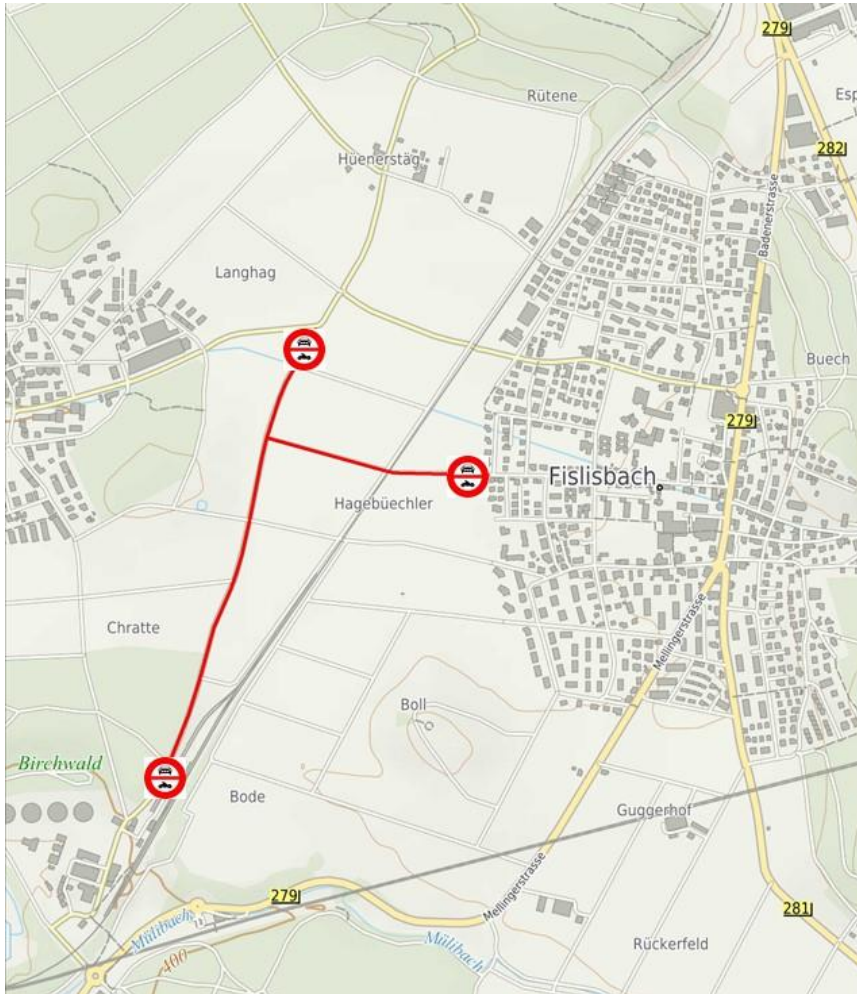 279
Rütene
Esp
282
Hüenerstäg
Badenerstrasse
Langhag
Buech
279
Fislisbach
Hagebüechler
Chratte
Mellingerstrasse
Boll
Birchwald
Bode
Guggerhof
279
Mellingerstrasse
Mülibach
281
Mülibach
Rückerfeld
400